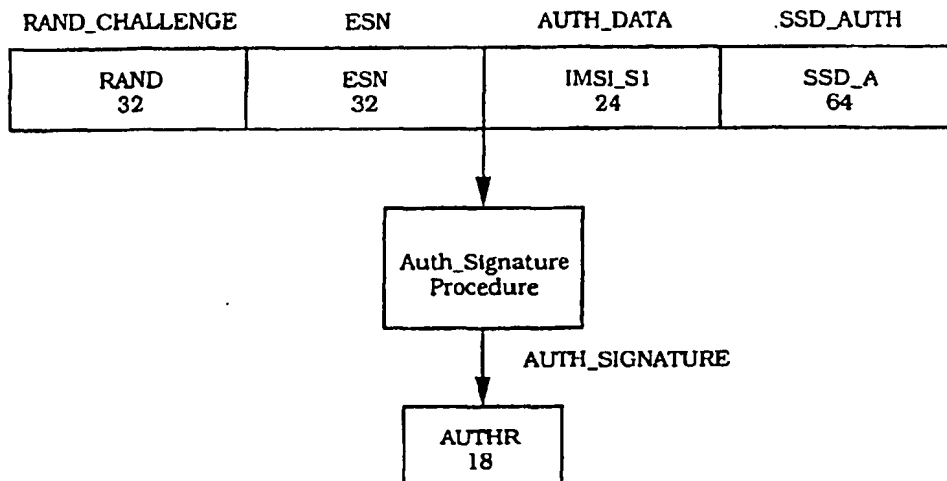 RAND_CHALLENGE ESN AUTH_DATA .SSD_AUTH
RAND ESN IMSI_S1 SSD_A
32 32 24 64
Auth_Signature
Procedure
AUTH_SIGNATURE
AUTHR
18